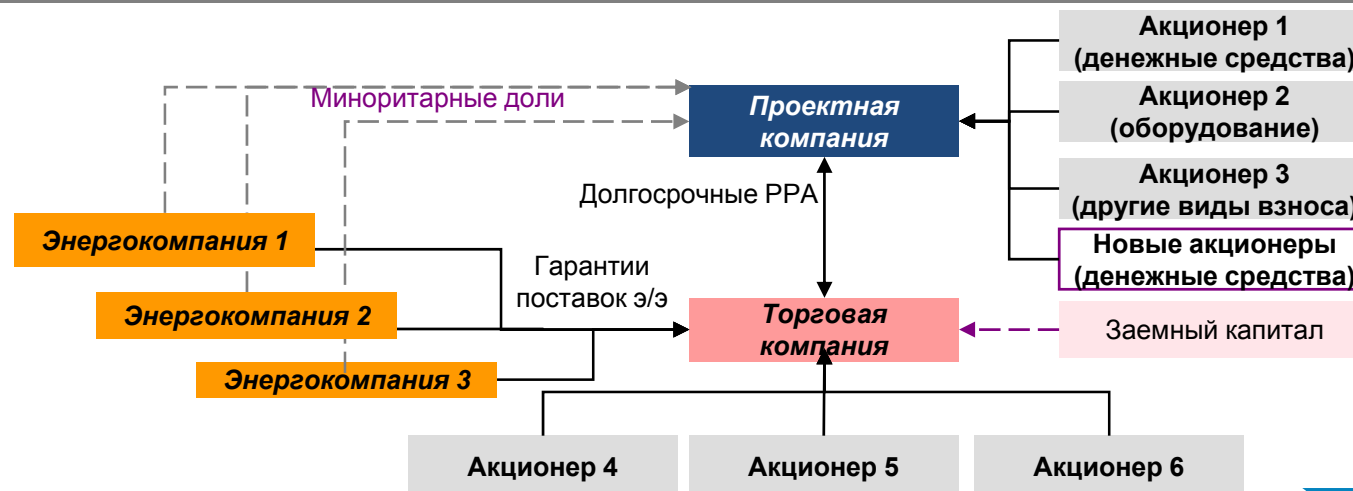 Акционер 1
(денежные средства)
Акционер 2
(оборудование)
Акционер 3
(другие виды взноса)
Новые акционеры
(денежные средства)
Заемный капитал
Миноритарные доли
Проектная
компания
Долгосрочные PPA
Энергокомпания 1
Энергокомпания 2
Энергокомпания 3
Гарантии
поставок э/э
Торговая
компания
Акционер 4
Акционер 5
Акционер 6